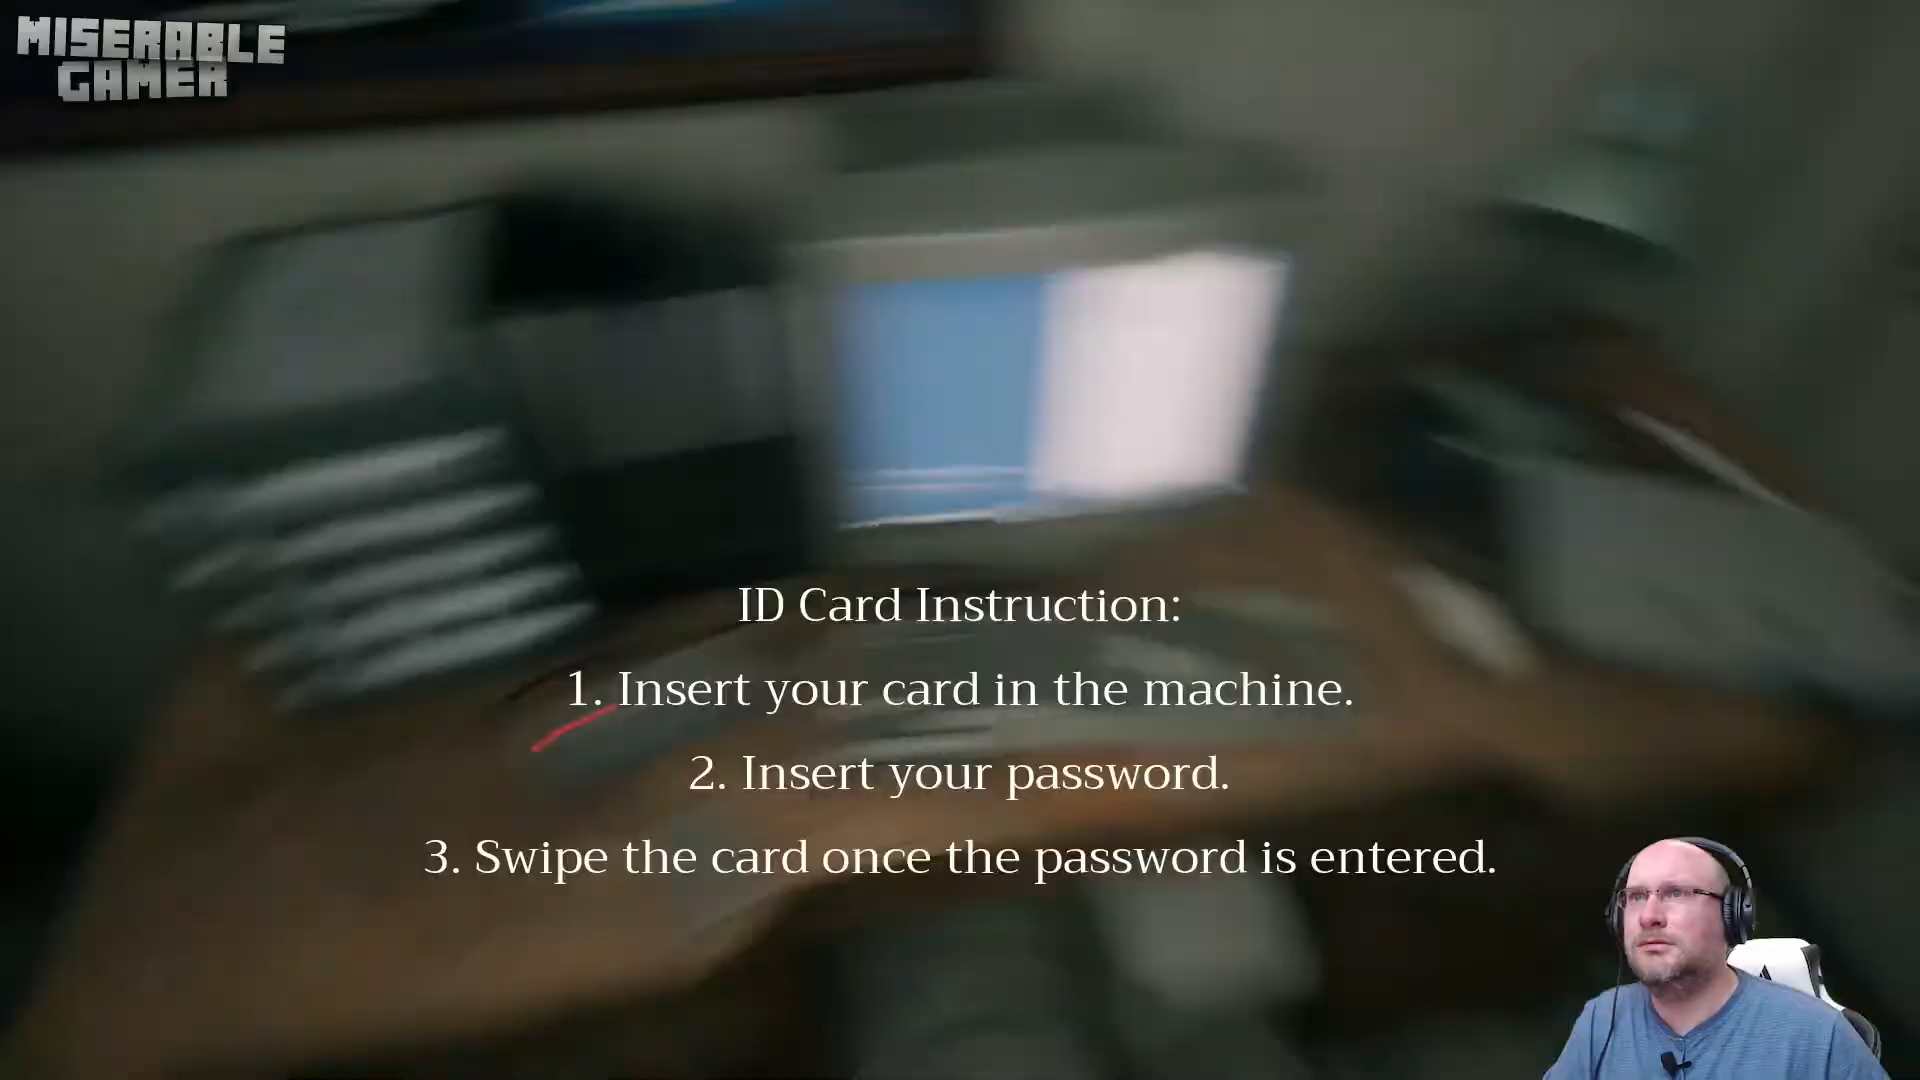 MISERABLE
GAMER
ID Card Instruction:
1. Insert your card in the machine.
2. Insert your password.
3. Swipe the card once the password is entered.